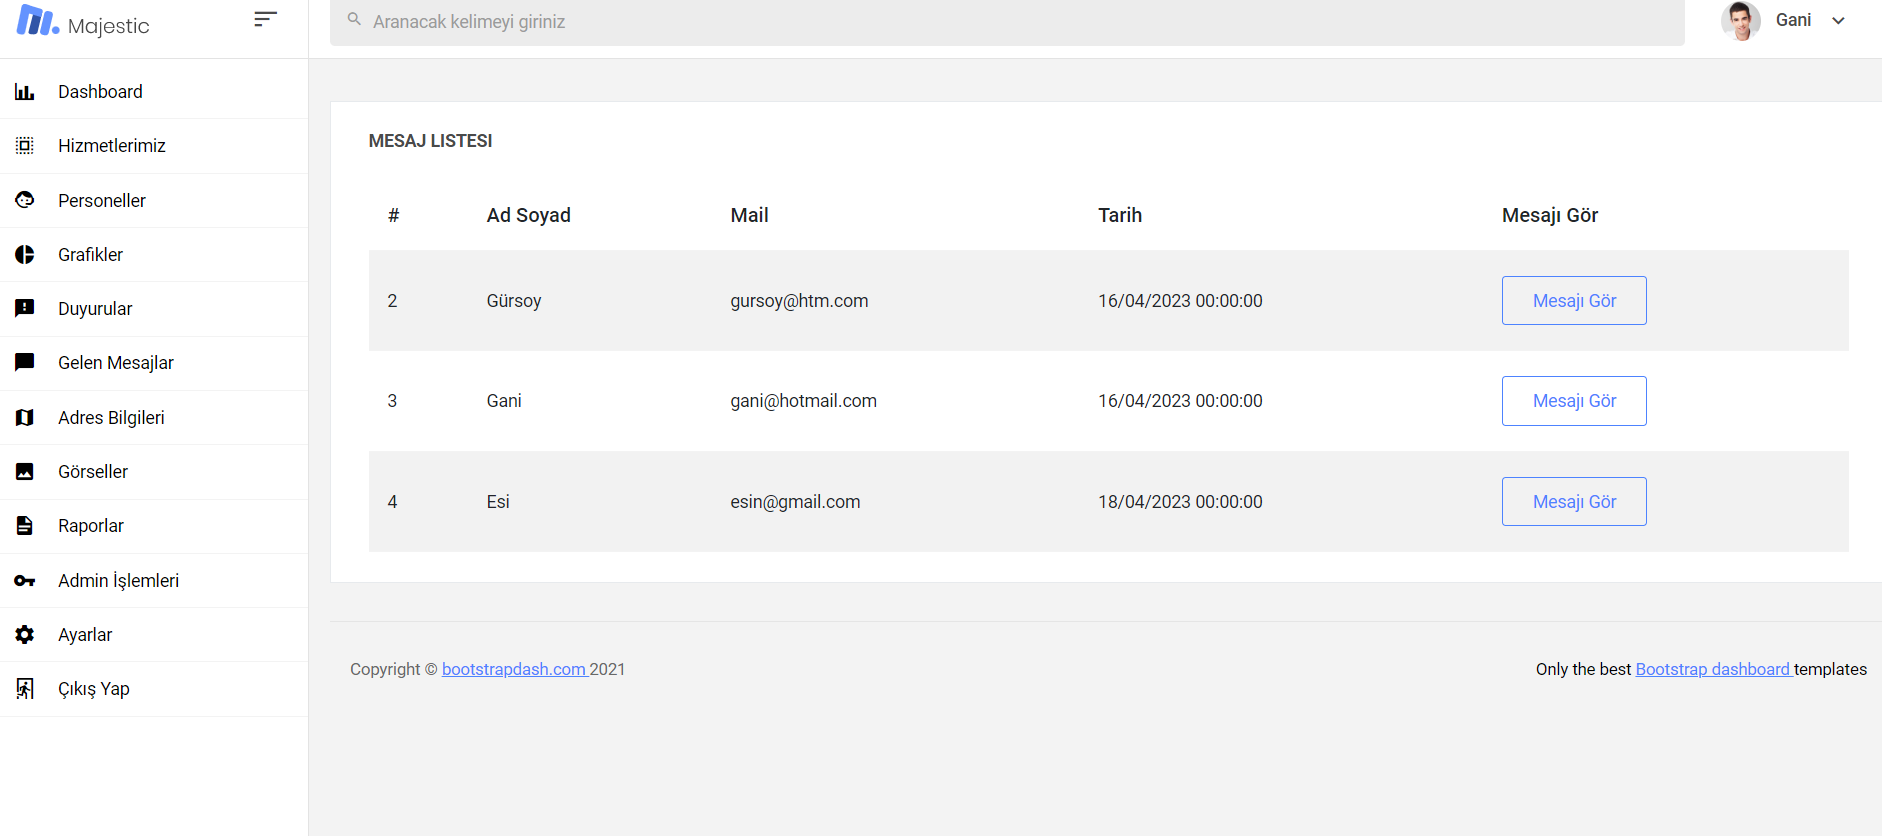 Majestic
Aranacak kelimeyi giriniz
Gani
Dashboard
Hizmetlerimiz
Personeller
Grafikler
Duyurular
Gelen Mesajlar
Adres Bilgileri
Görseller
Raporlar
Admin İşlemleri
Ayarlar
Çıkış Yap
MESAJ LISTESI
# Ad Soyad Mail Tarih Mesajı Gör
2 Gürsoy gursoy@htm.com 16/04/2023 00:00:00 Mesajı Gör
3 Gani gani@hotmail.com 16/04/2023 00:00:00 Mesajı Gör
4 Esi esin@gmail.com 18/04/2023 00:00:00 Mesajı Gör
Copyright © bootstrapdash.com 2021
Only the best Bootstrap dashboard templates